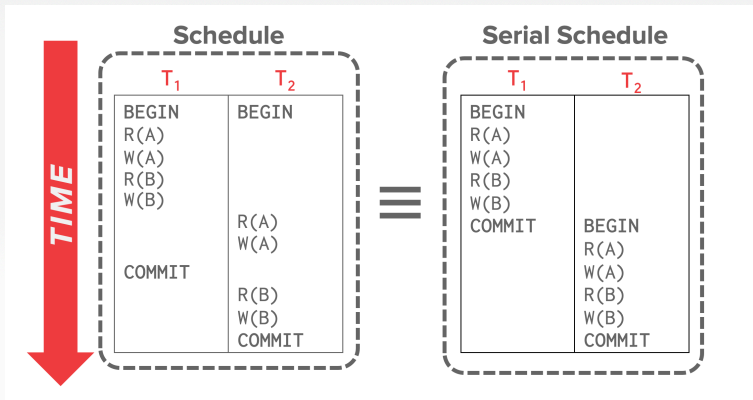 Schedule
Serial Schedule
TIME
T1 T2
BEGIN BEGIN
R(A)
W(A)
R(B)
W(B)
R(A)
W(A)
COMMIT
R(B)
W(B)
COMMIT
≡
T1 T2
BEGIN
R(A)
W(A)
R(B)
W(B)
COMMIT BEGIN
R(A)
W(A)
R(B)
W(B)
COMMIT